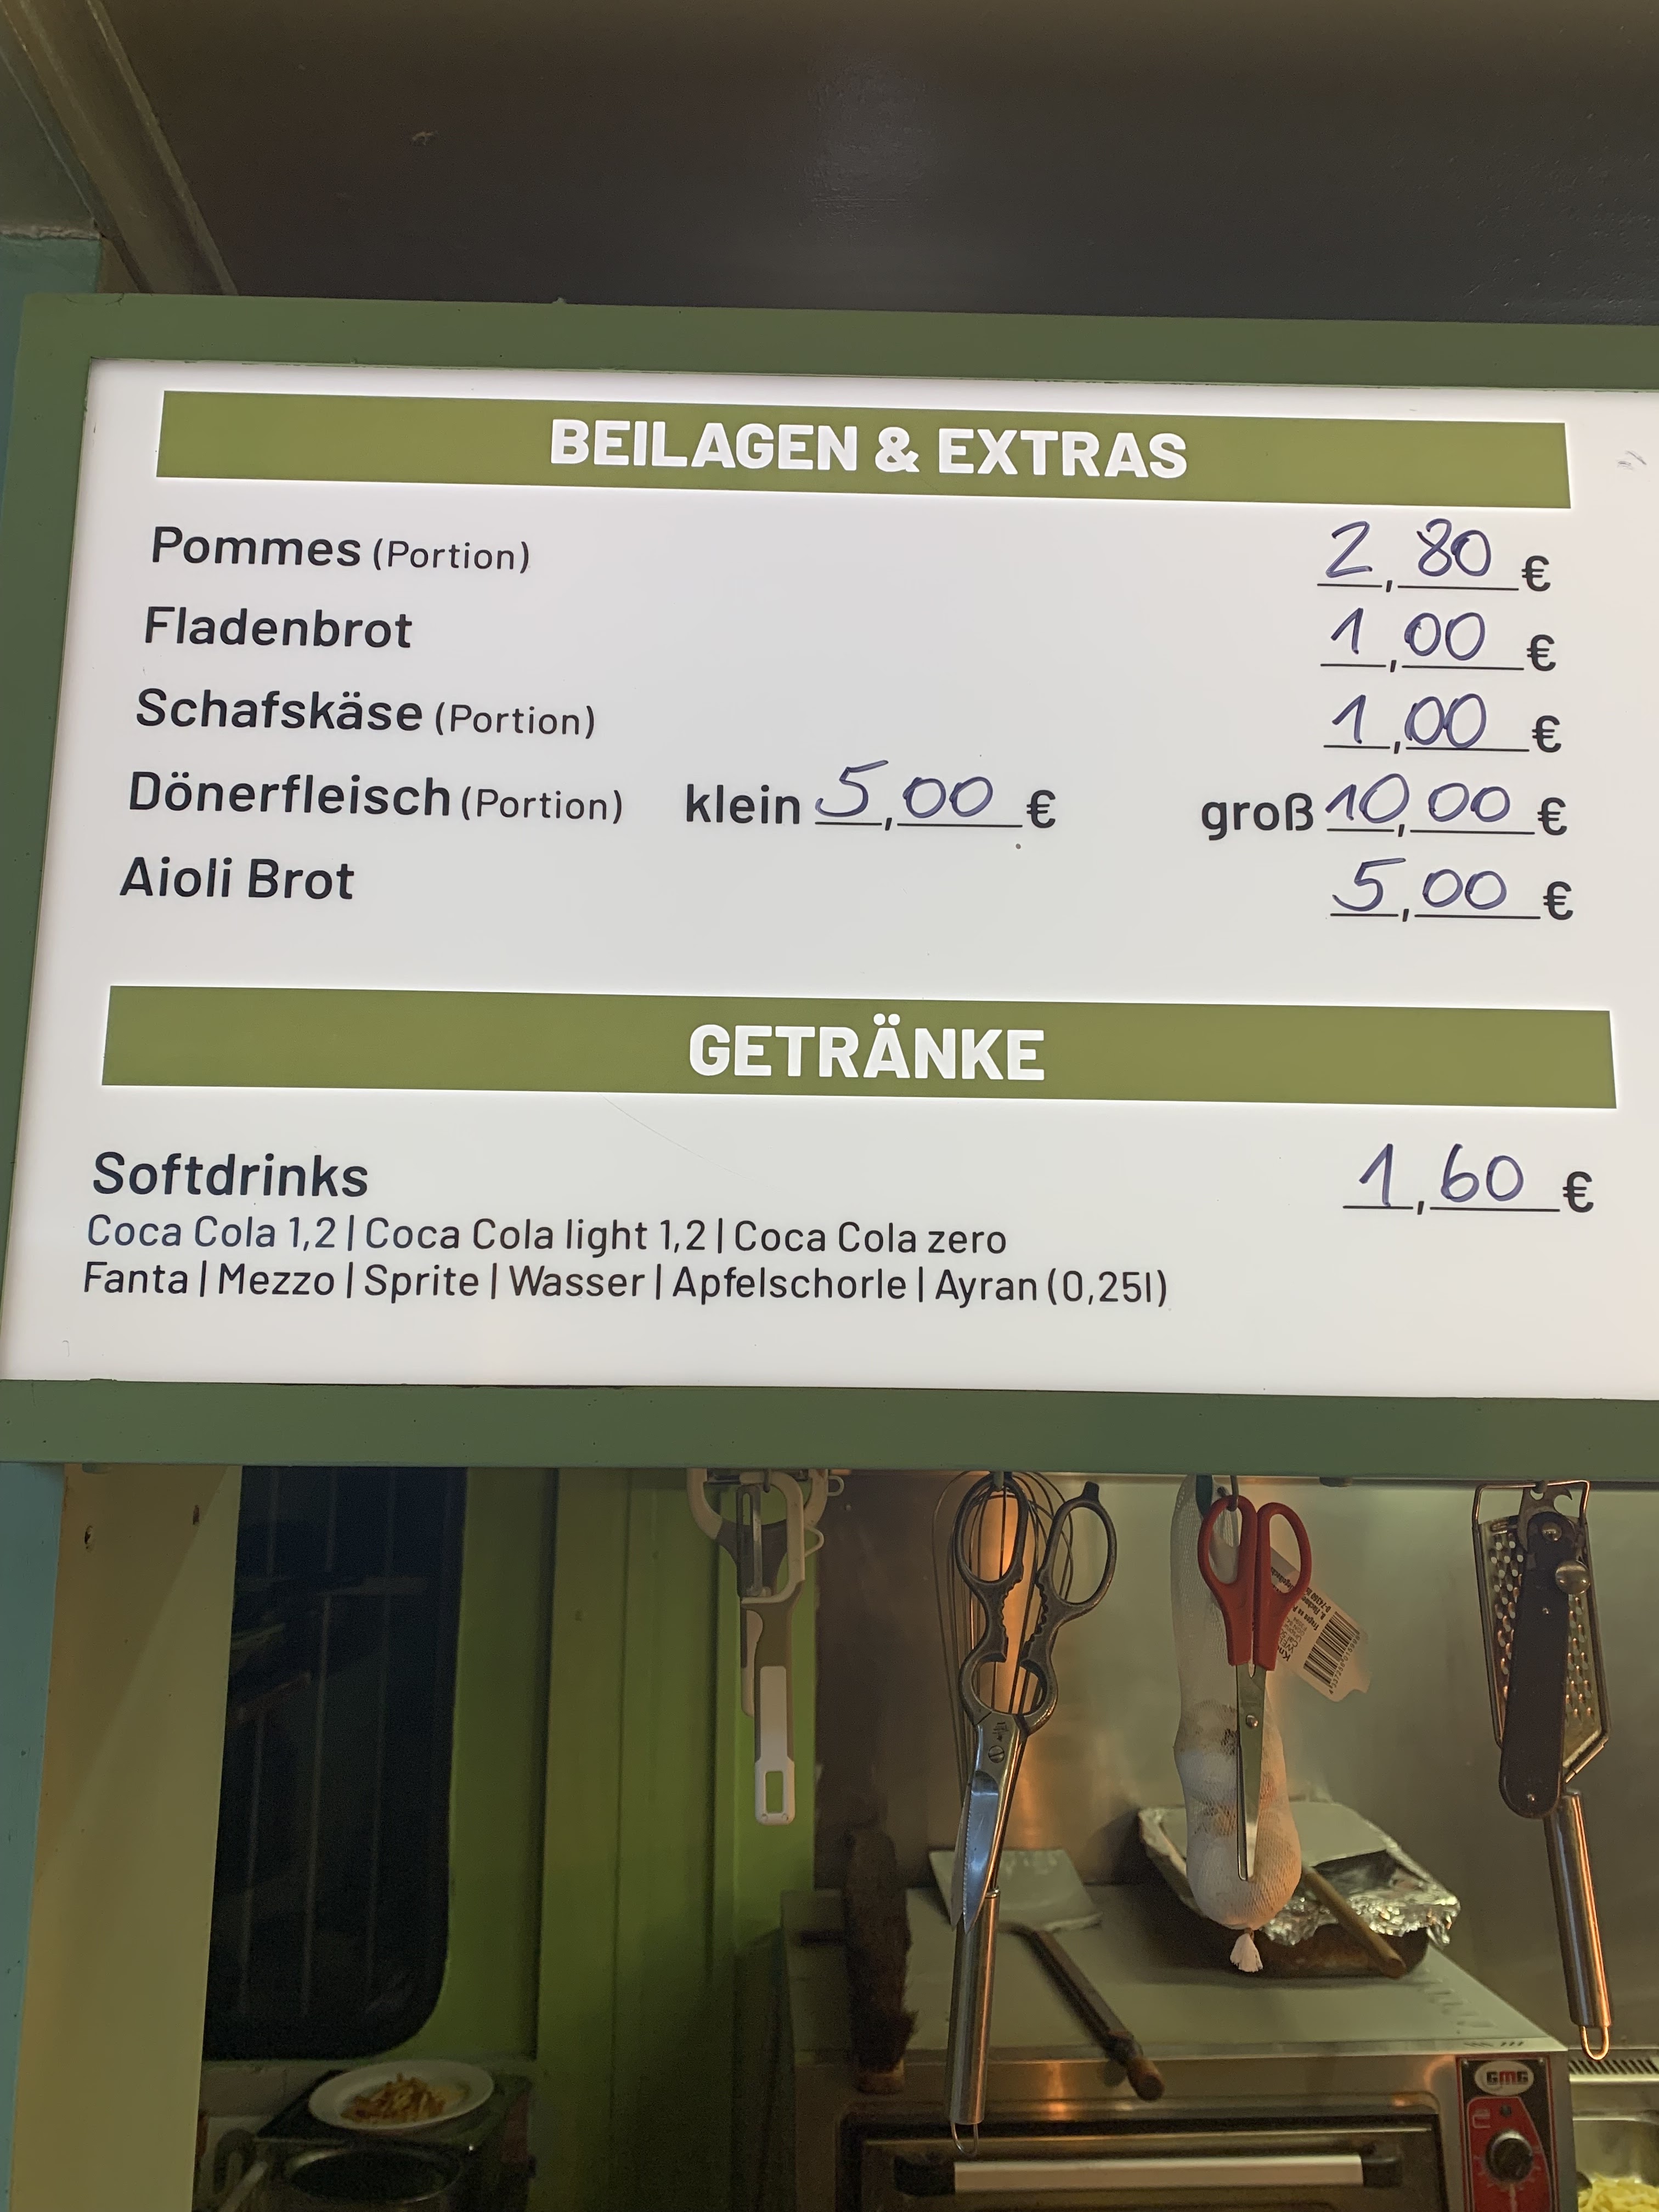 BEILAGEN & EXTRAS
Pommes (Portion) 2,80 €
Fladenbrot 1,00 €
Schafskäse (Portion) 1,00 €
Dönerfleisch (Portion) klein 5,00 € groß 10,00 €
Aioli Brot 5,00 €
GETRÄNKE
Softdrinks 1,60 €
Coca Cola 1,2 | Coca Cola light 1,2 | Coca Cola zero
Fanta | Mezzo | Sprite | Wasser | Apfelschorle | Ayran (0,25l)
GMG